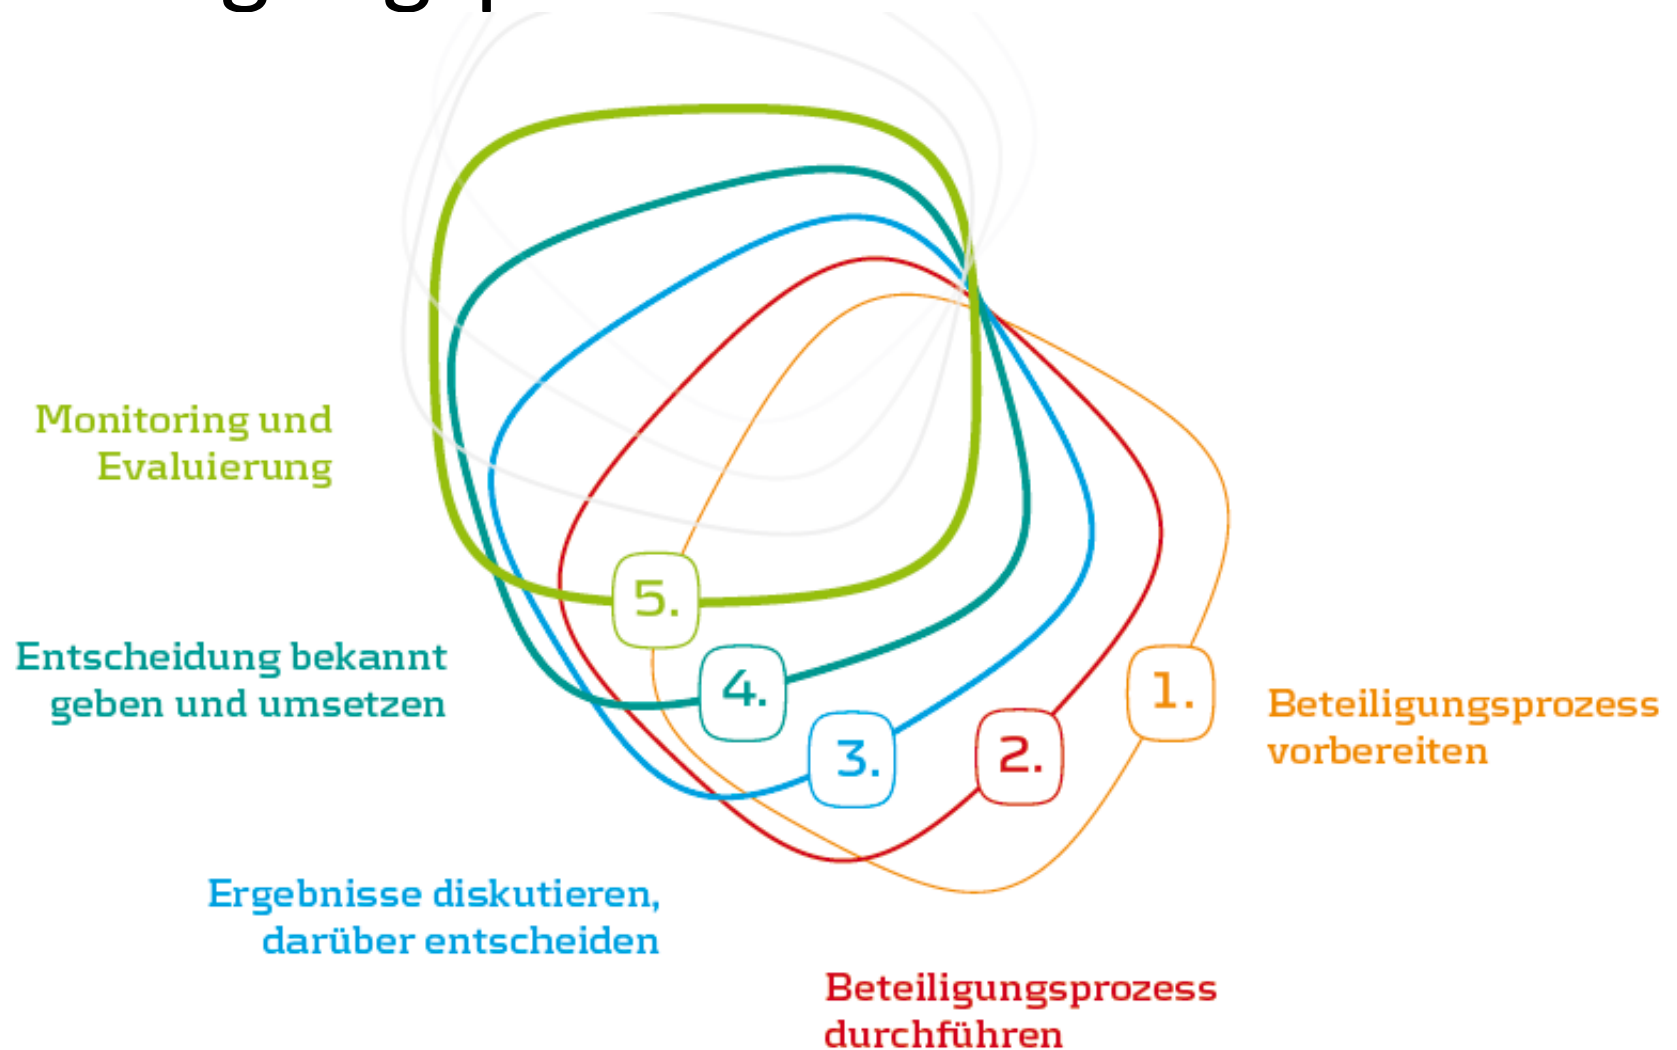 Monitoring und
Evaluierung
5.
Entscheidung bekannt
geben und umsetzen
4.
1.
Beteiligungsprozess
vorbereiten
3.
2.
Ergebnisse diskutieren,
darüber entscheiden
Beteiligungsprozess
durchführen